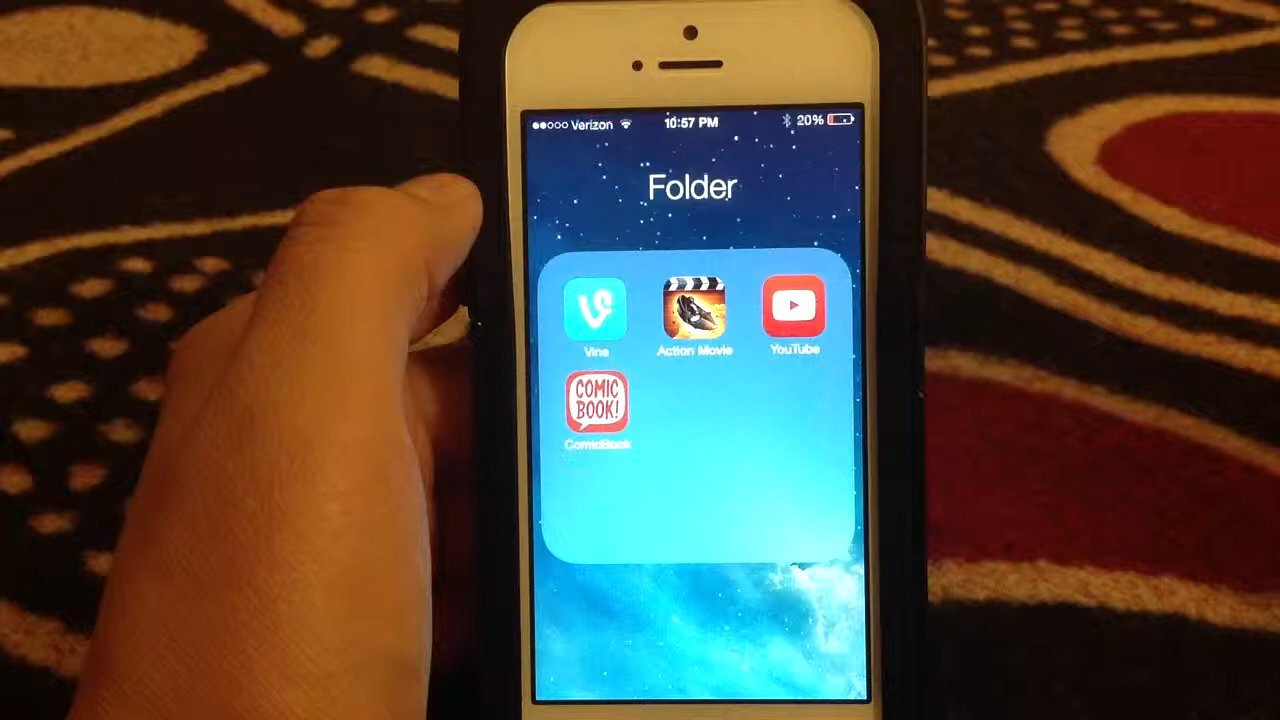 Verizon 10:57 PM 20%
Folder
Vine Action Movie YouTube
COMIC
BOOK!
ComicBook